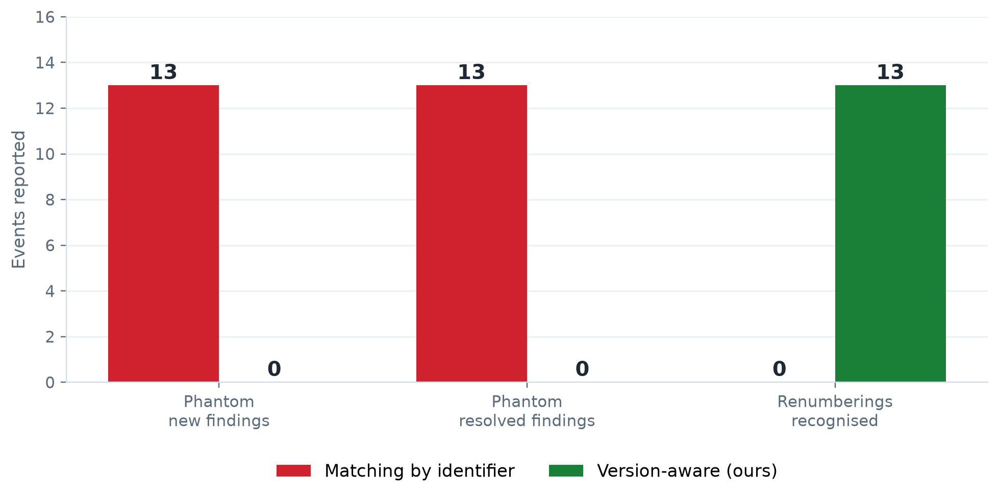 16
14
12
10
8
6
4
2
0
Events reported
13
0
13
0
0
13
Phantom
new findings
Phantom
resolved findings
Renumberings
recognised
Matching by identifier
Version-aware (ours)